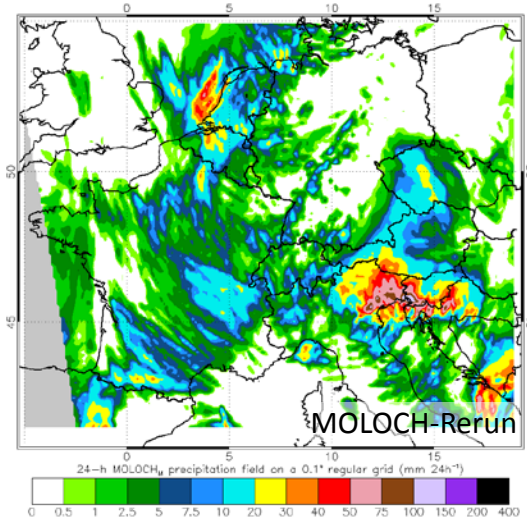 0 5 10 15
50
45
MOLOCH-Rerun
0 5 10 15
24-h MOLOCHᴹ precipitation field on a 0.1° regular grid (mm 24h⁻¹)
0 0.5 1 2.5 5 7.5 10 20 30 40 50 75 100 150 200 400